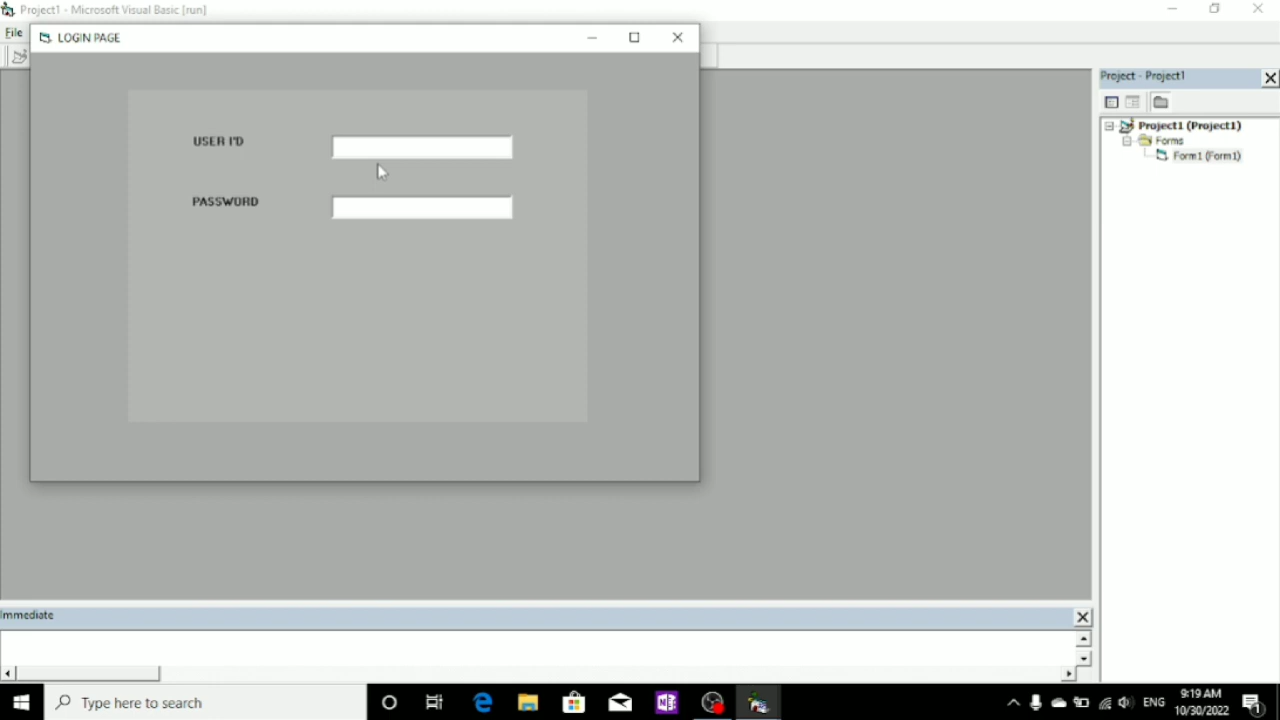 Project1 - Microsoft Visual Basic [run]
File
LOGIN PAGE
Project - Project1
Project1 (Project1)
Forms
Form1 (Form1)
USER I'D
PASSWORD
Immediate
Type here to search
ENG
9:19 AM
10/30/2022
1